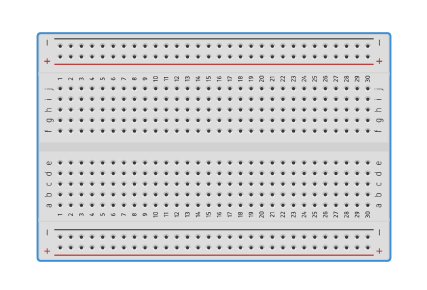 − −
+ +
1 2 3 4 5 6 7 8 9 10 11 12 13 14 15 16 17 18 19 20 21 22 23 24 25 26 27 28 29 30
j j
i i
h h
g g
f f
e e
d d
c c
b b
a a
1 2 3 4 5 6 7 8 9 10 11 12 13 14 15 16 17 18 19 20 21 22 23 24 25 26 27 28 29 30
− −
+ +